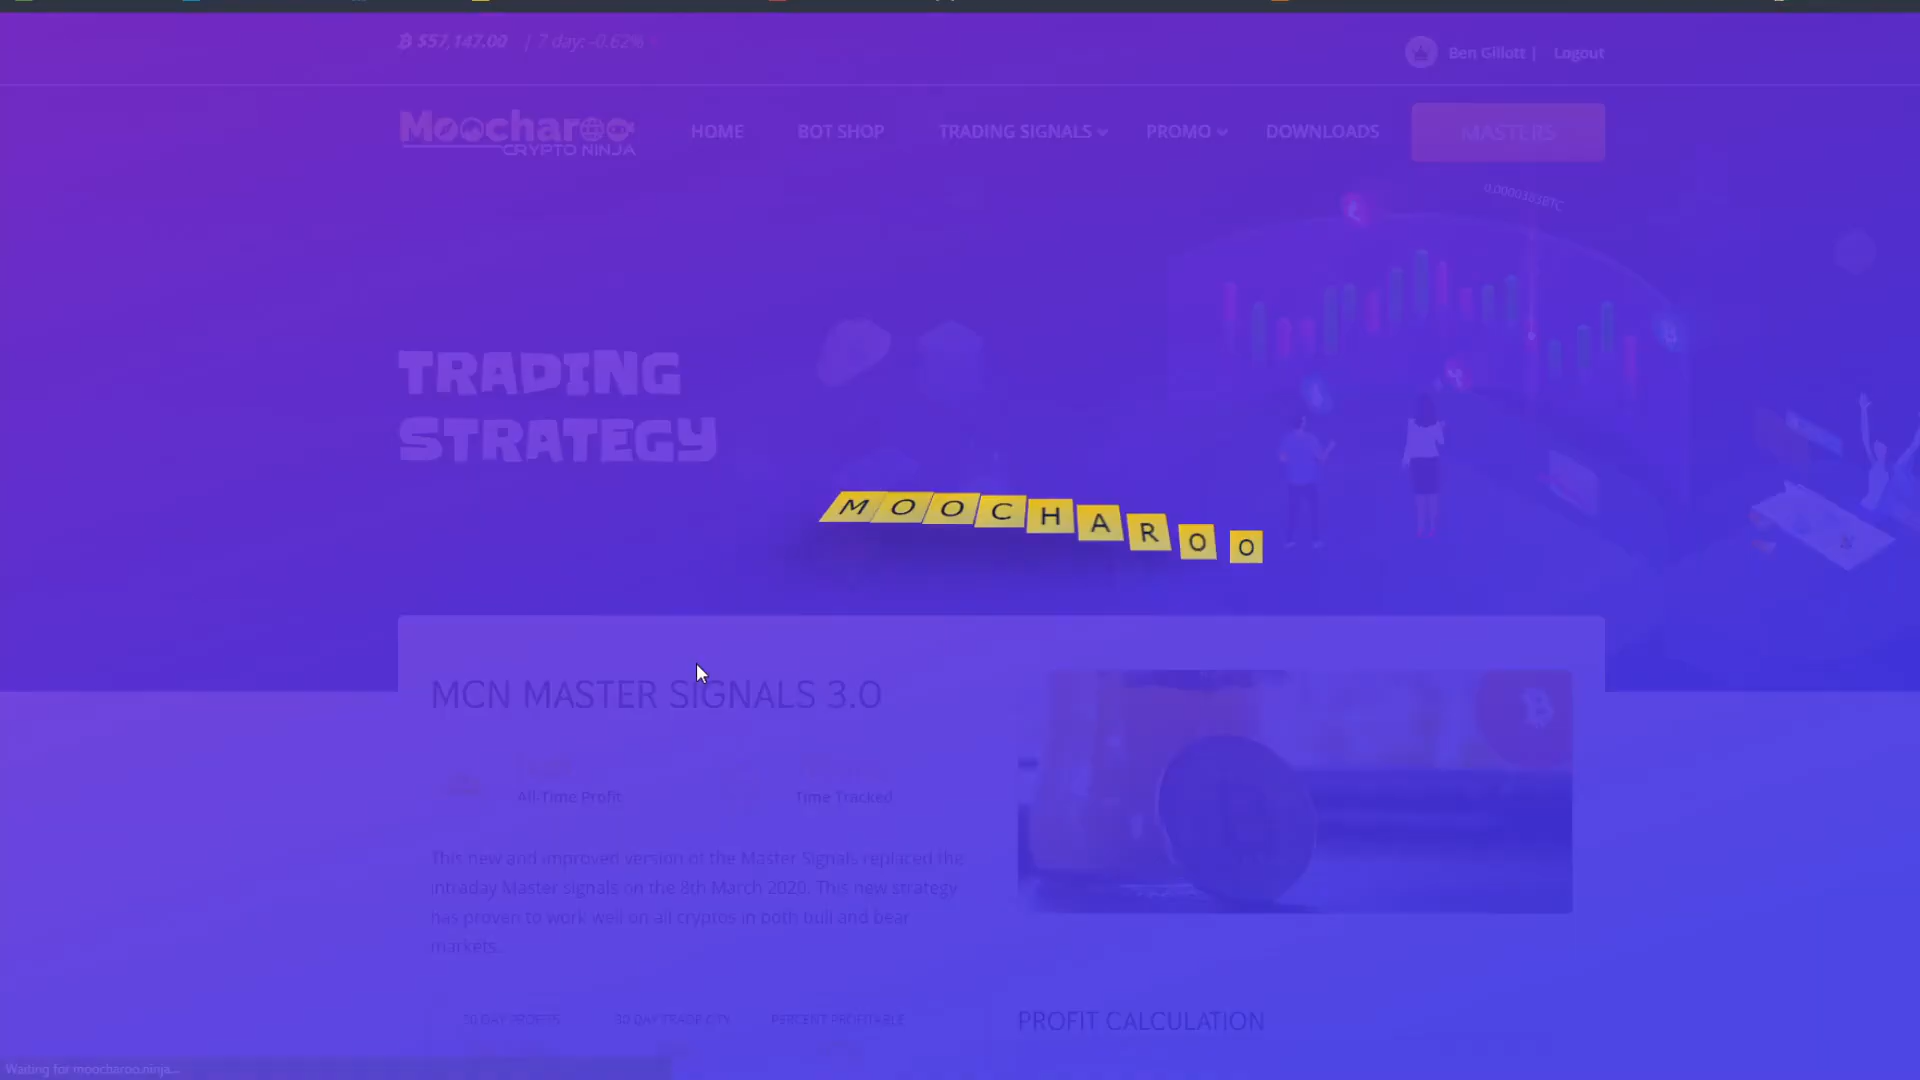 ₿ $57,147.00 | 7 day: -0.62%
Ben Gillott | Logout
Moocharoo
CRYPTO NINJA
HOME BOT SHOP TRADING SIGNALS PROMO DOWNLOADS MASTERS
0.0000383BTC
TRADING
STRATEGY
MOOCHAROO
MCN MASTER SIGNALS 3.0
All-Time Profit Time Tracked
This new and improved version of the Master Signals replaced the
intraday Master signals on the 8th March 2020. This new strategy
has proven to work well on all cryptos in both bull and bear
markets.
30 DAY PROFITS 30 DAY TRADE QTY PERCENT PROFITABLE
PROFIT CALCULATION
Waiting for moocharoo.ninja...